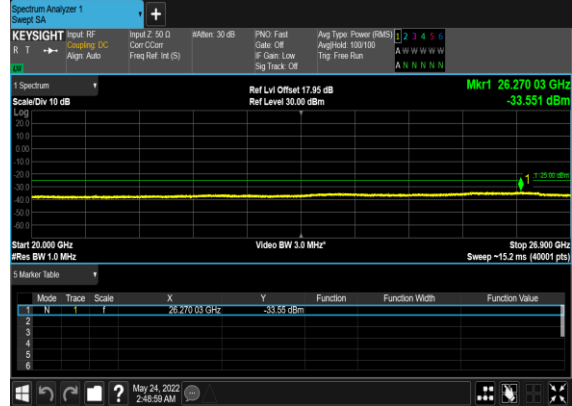 Spectrum Analyzer 1
Swept SA
+
KEYSIGHT Input: RF Input Z: 50 Ω #Atten: 30 dB PNO: Fast Avg Type: Power (RMS) 1 2 3 4 5 6
R T Coupling: DC Corr CCorr Gate: Off Avg|Hold: 100/100 A W W W W W
Align: Auto Freq Ref: Int (S) IF Gain: Low Trig: Free Run
Sig Track: Off A N N N N N
1 Spectrum Ref Lvl Offset 17.95 dB Mkr1 26.270 03 GHz
Scale/Div 10 dB Ref Level 30.00 dBm -33.551 dBm
Log
20.0
10.0
0.00
-10.0
-20.0
-30.0
-40.0
-50.0
-60.0
1
Start 20.000 GHz Video BW 3.0 MHz* Stop 26.900 GHz
#Res BW 1.0 MHz Sweep ~15.2 ms (40001 pts)
5 Marker Table
Mode Trace Scale X Y Function Function Width Function Value
1 N 1 f 26.270 03 GHz -33.55 dBm
2
3
4
5
6
? May 24, 2022
2:48:59 AM